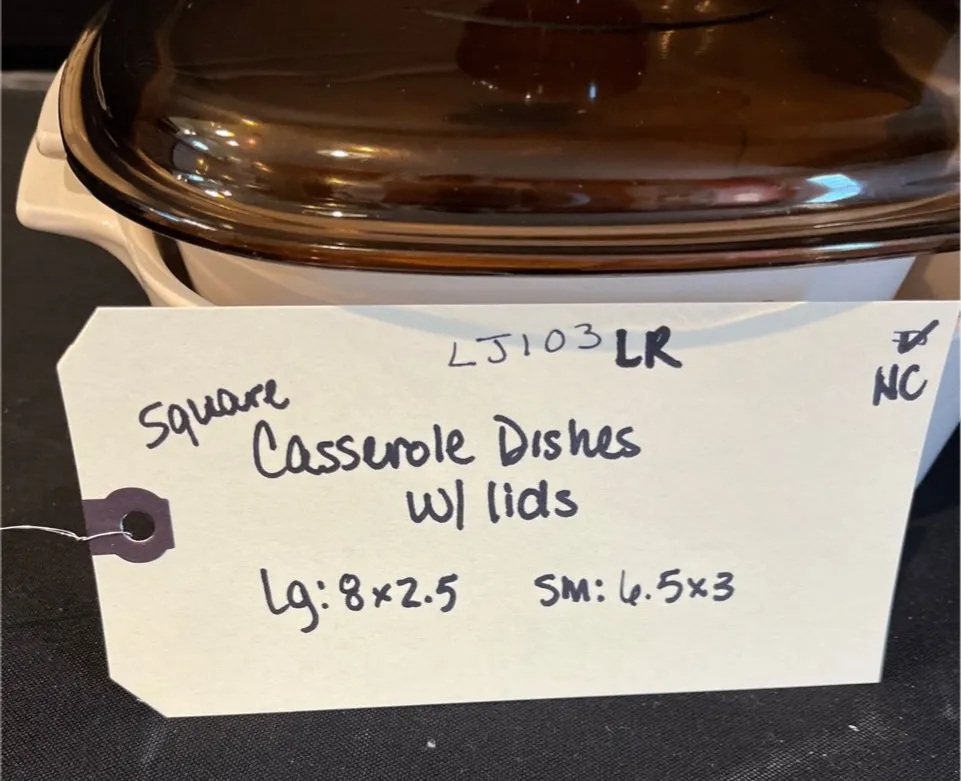 LJ103 LR
NC
Square
Casserole Dishes
w/ lids
Lg: 8x2.5 SM: 6.5x3